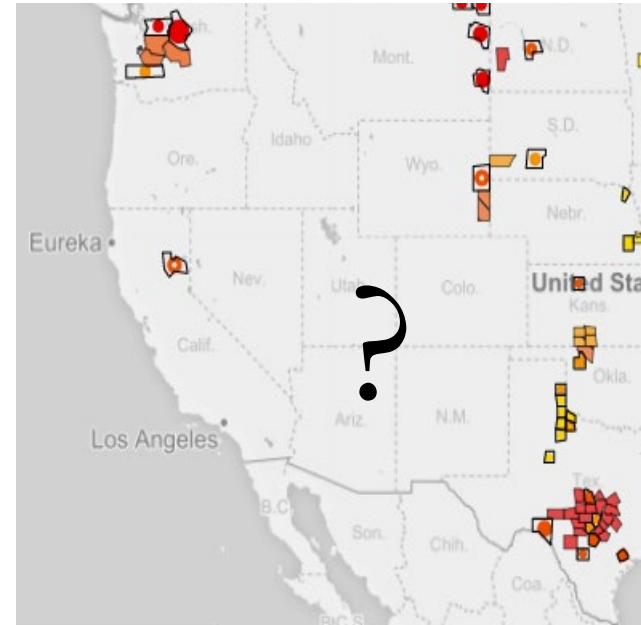 sh.
N.D.
Mont.
S.D.
Ore.
Idaho
Wyo.
Nebr.
Eureka
Nev.
Utah
Colo.
United Sta
Kans.
Calif.
?
Okla.
Ariz.
N.M.
Los Angeles
Tex.
B.C.
Son.
Chih.
Coa.
B.C.S.